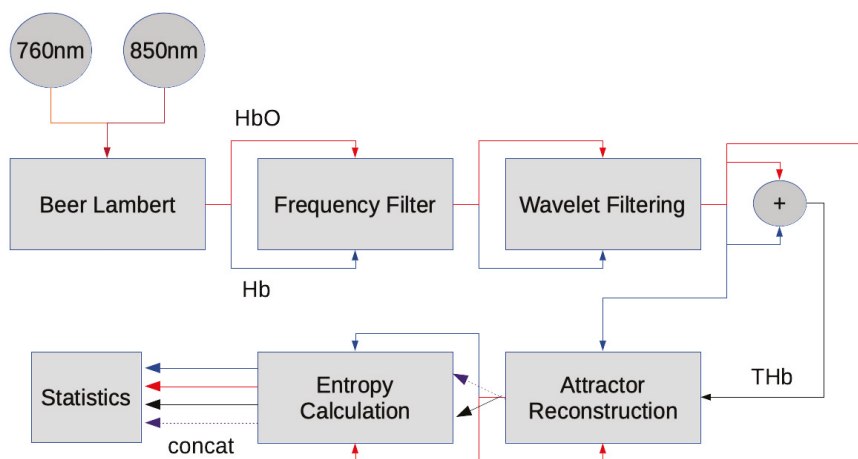 760nm
850nm
HbO
Beer Lambert
Frequency Filter
Wavelet Filtering
+
Hb
Statistics
Entropy
Calculation
Attractor
Reconstruction
THb
concat